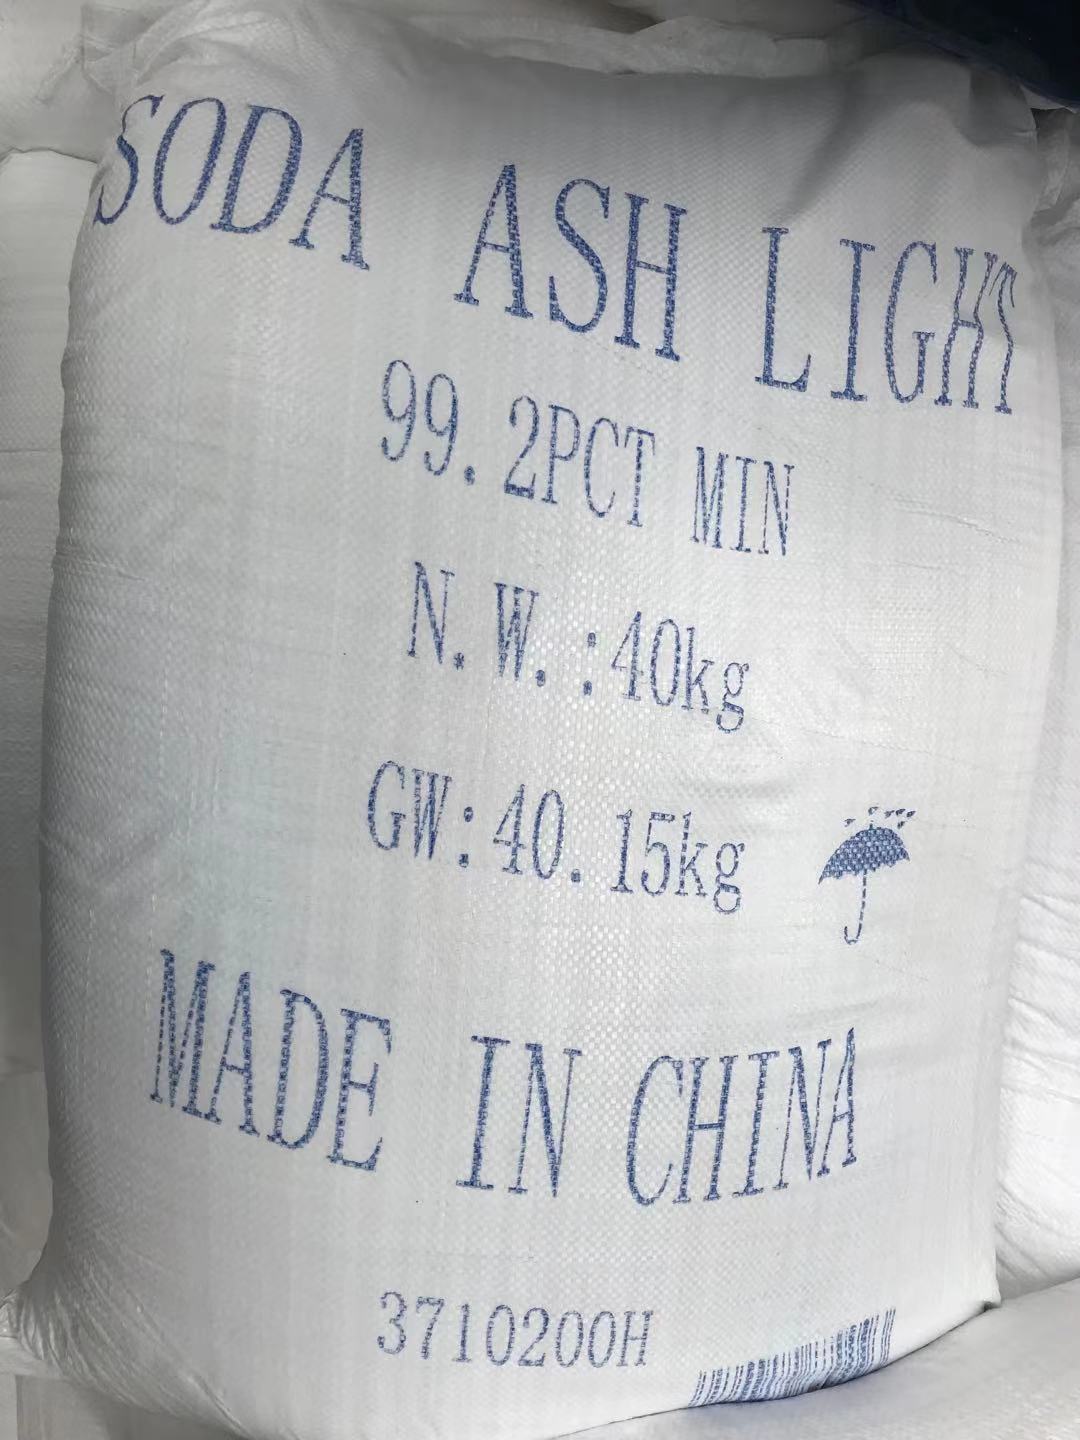 SODA ASH LIGHT
99.2PCT MIN
N.W.:40kg
GW:40.15kg
MADE IN CHINA
3710200H